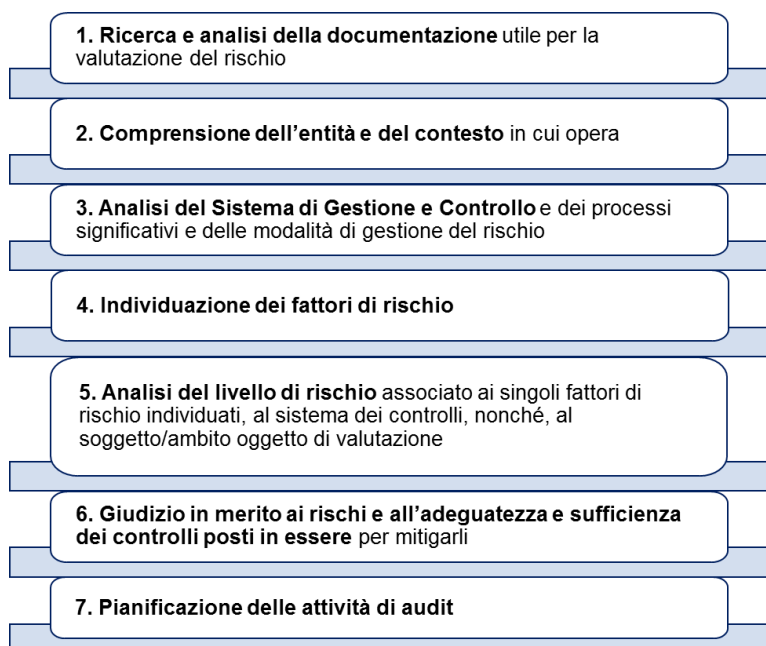 1. Ricerca e analisi della documentazione utile per la
valutazione del rischio
2. Comprensione dell’entità e del contesto in cui opera
3. Analisi del Sistema di Gestione e Controllo e dei processi
significativi e delle modalità di gestione del rischio
4. Individuazione dei fattori di rischio
5. Analisi del livello di rischio associato ai singoli fattori di
rischio individuati, al sistema dei controlli, nonché, al
soggetto/ambito oggetto di valutazione
6. Giudizio in merito ai rischi e all’adeguatezza e sufficienza
dei controlli posti in essere per mitigarli
7. Pianificazione delle attività di audit